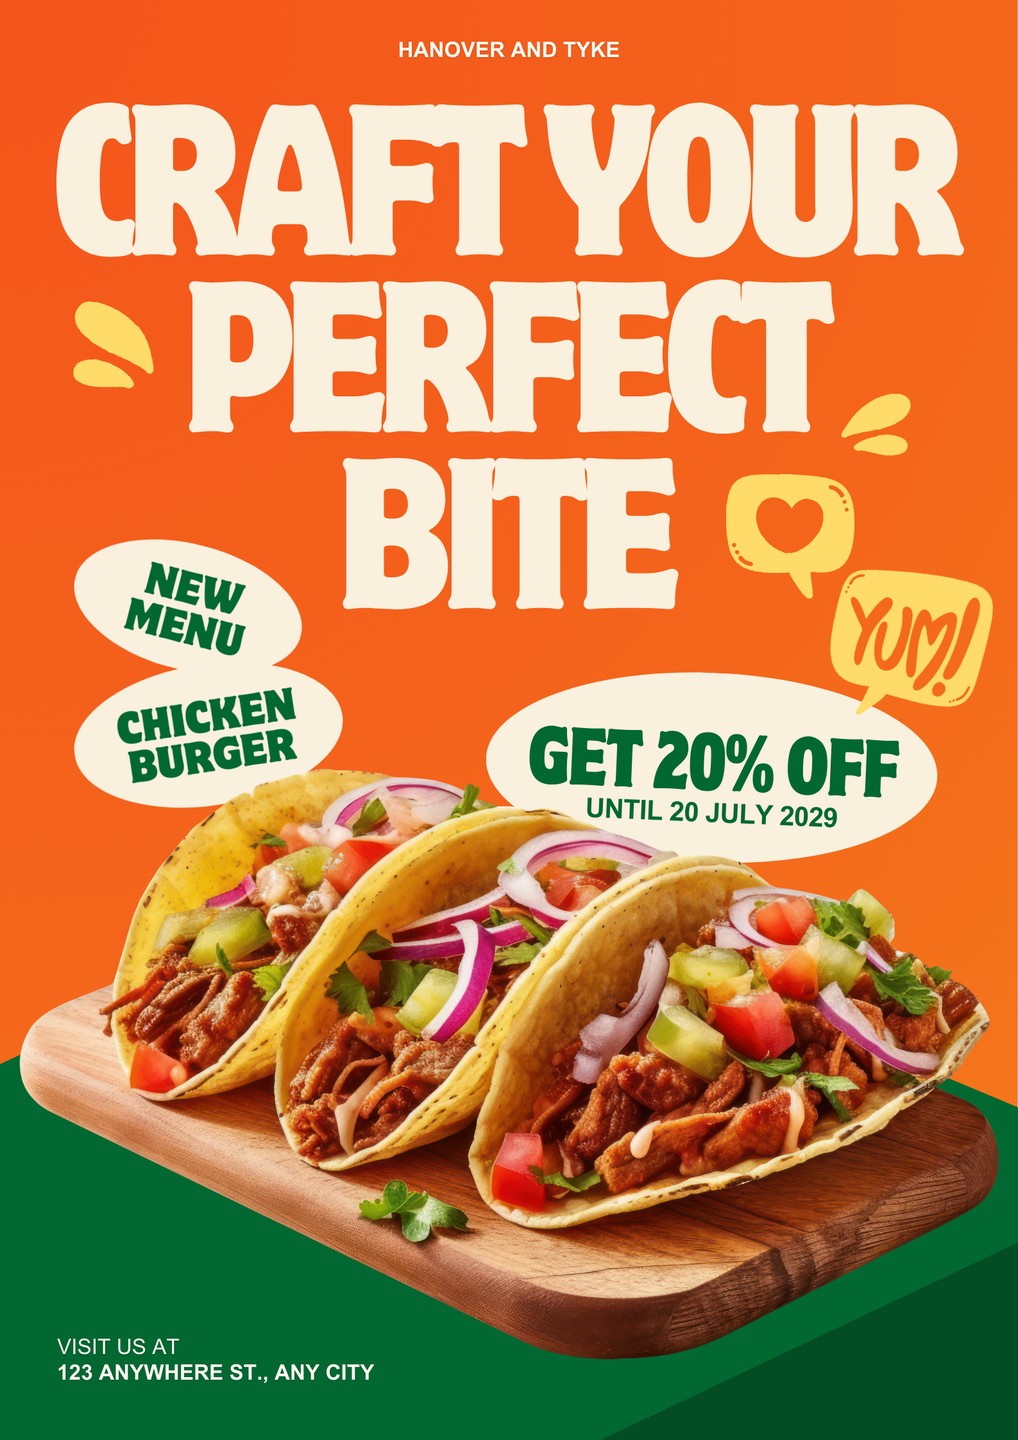 HANOVER AND TYKE
CRAFT YOUR
PERFECT
BITE
YUM!
NEW
MENU
CHICKEN
BURGER
GET 20% OFF
UNTIL 20 JULY 2029
VISIT US AT
123 ANYWHERE ST., ANY CITY